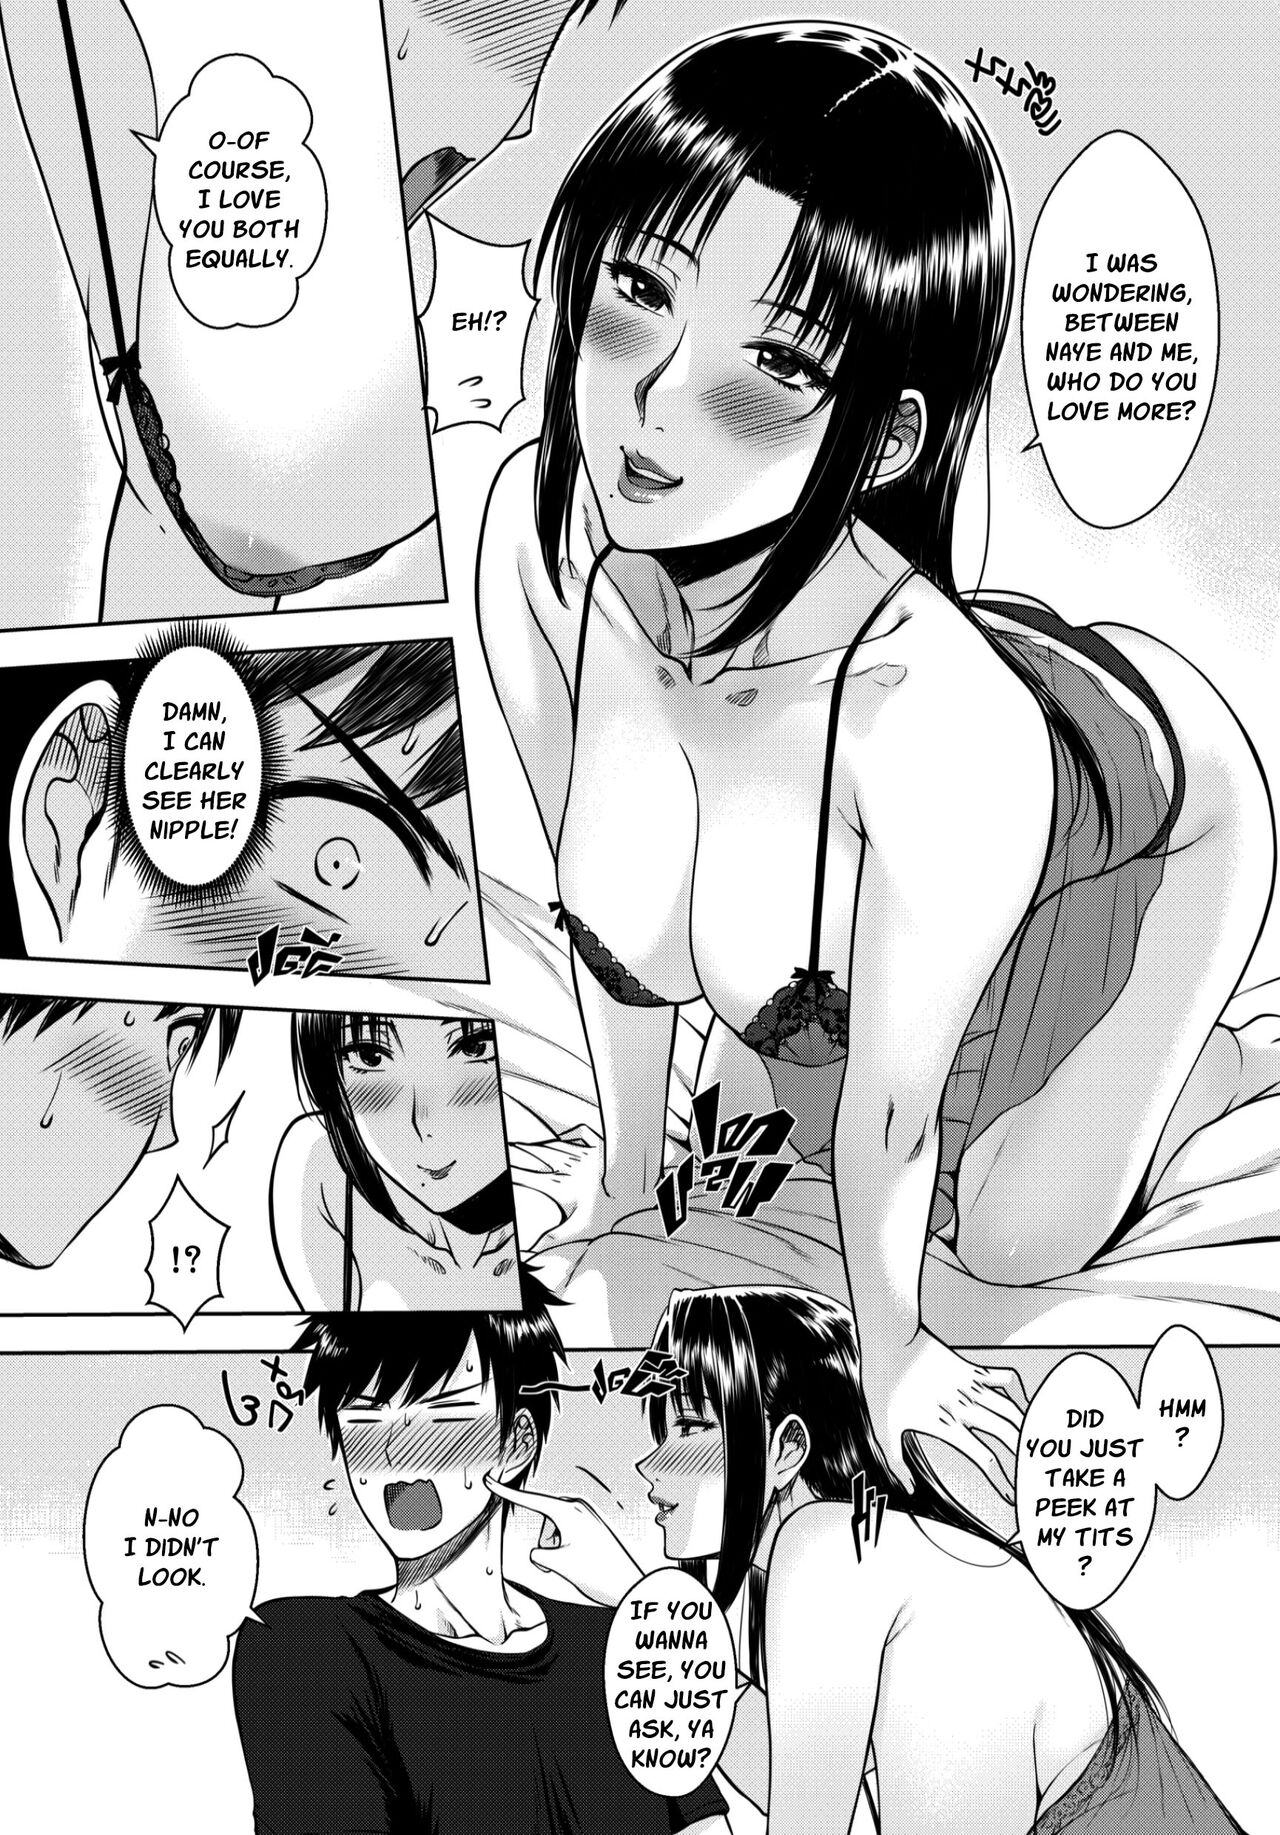 I WAS
WONDERING,
BETWEEN
NAYE AND ME,
WHO DO YOU
LOVE MORE?
EH!?
O-OF
COURSE,
I LOVE
YOU BOTH
EQUALLY.
DAMN,
I CAN
CLEARLY
SEE HER
NIPPLE!
!?
HMM
?
DID
YOU JUST
TAKE A
PEEK AT
MY TITS
?
IF YOU
WANNA
SEE, YOU
CAN JUST
ASK, YA
KNOW?
N-NO
I DIDN'T
LOOK.